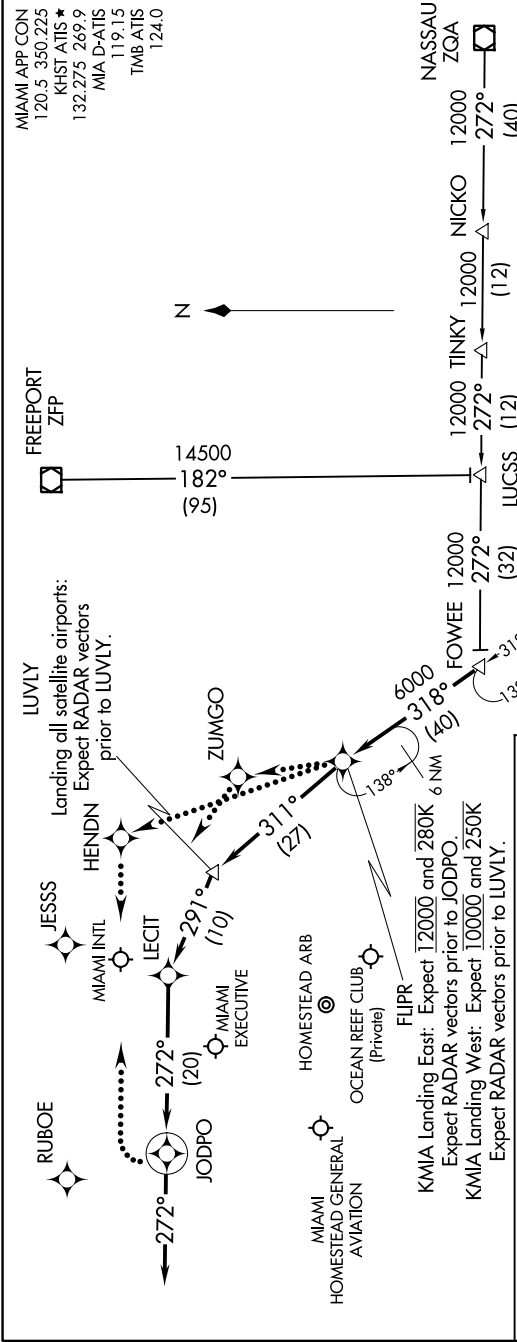 MIAMI APP CON
120.5 350.225
KHST ATIS ★
132.275 269.9
MIA D-ATIS
119.15
TMB ATIS
124.0
FREEPORT
ZFP
14500
182°
(95)
N
NASSAU
ZQA
12000
272°
(40)
NICKO
12000
(12)
TINKY
12000
272°
(12)
LUCSS
12000
272°
(32)
FOWEE
6000
318°
(40)
138°
6 NM
FLIPR
KMIA Landing East: Expect 12000 and 280K
Expect RADAR vectors prior to JODPO.
KMIA Landing West: Expect 10000 and 250K
Expect RADAR vectors prior to LUVLY.
311°
(27)
ZUMGO
LUVLY
Landing all satellite airports:
Expect RADAR vectors
prior to LUVLY.
HENDN
JESSS
MIAMI INTL
291°
(10)
LECIT
MIAMI
EXECUTIVE
272°
(20)
RUBOE
JODPO
272°
HOMESTEAD ARB
OCEAN REEF CLUB
(Private)
MIAMI
HOMESTEAD GENERAL
AVIATION